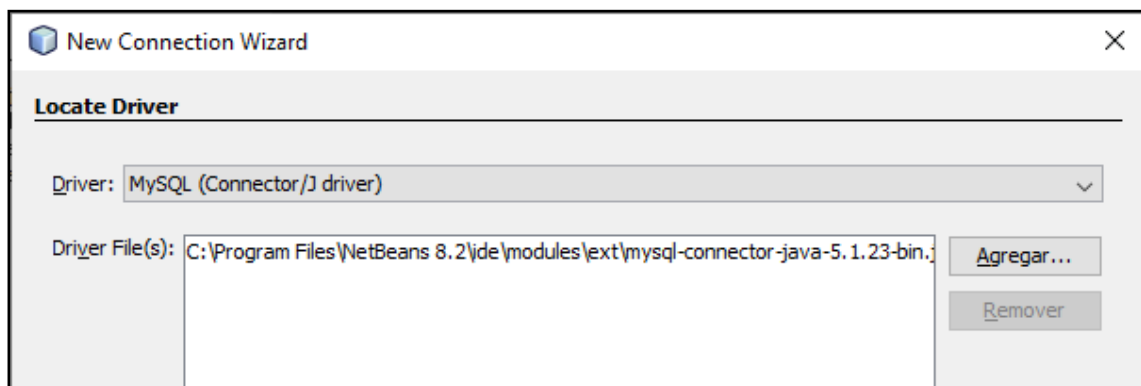 New Connection Wizard
Locate Driver
Driver: MySQL (Connector/J driver)
Driver File(s): C:\Program Files\NetBeans 8.2\ide\modules\ext\mysql-connector-java-5.1.23-bin.j
Agregar...
Remover